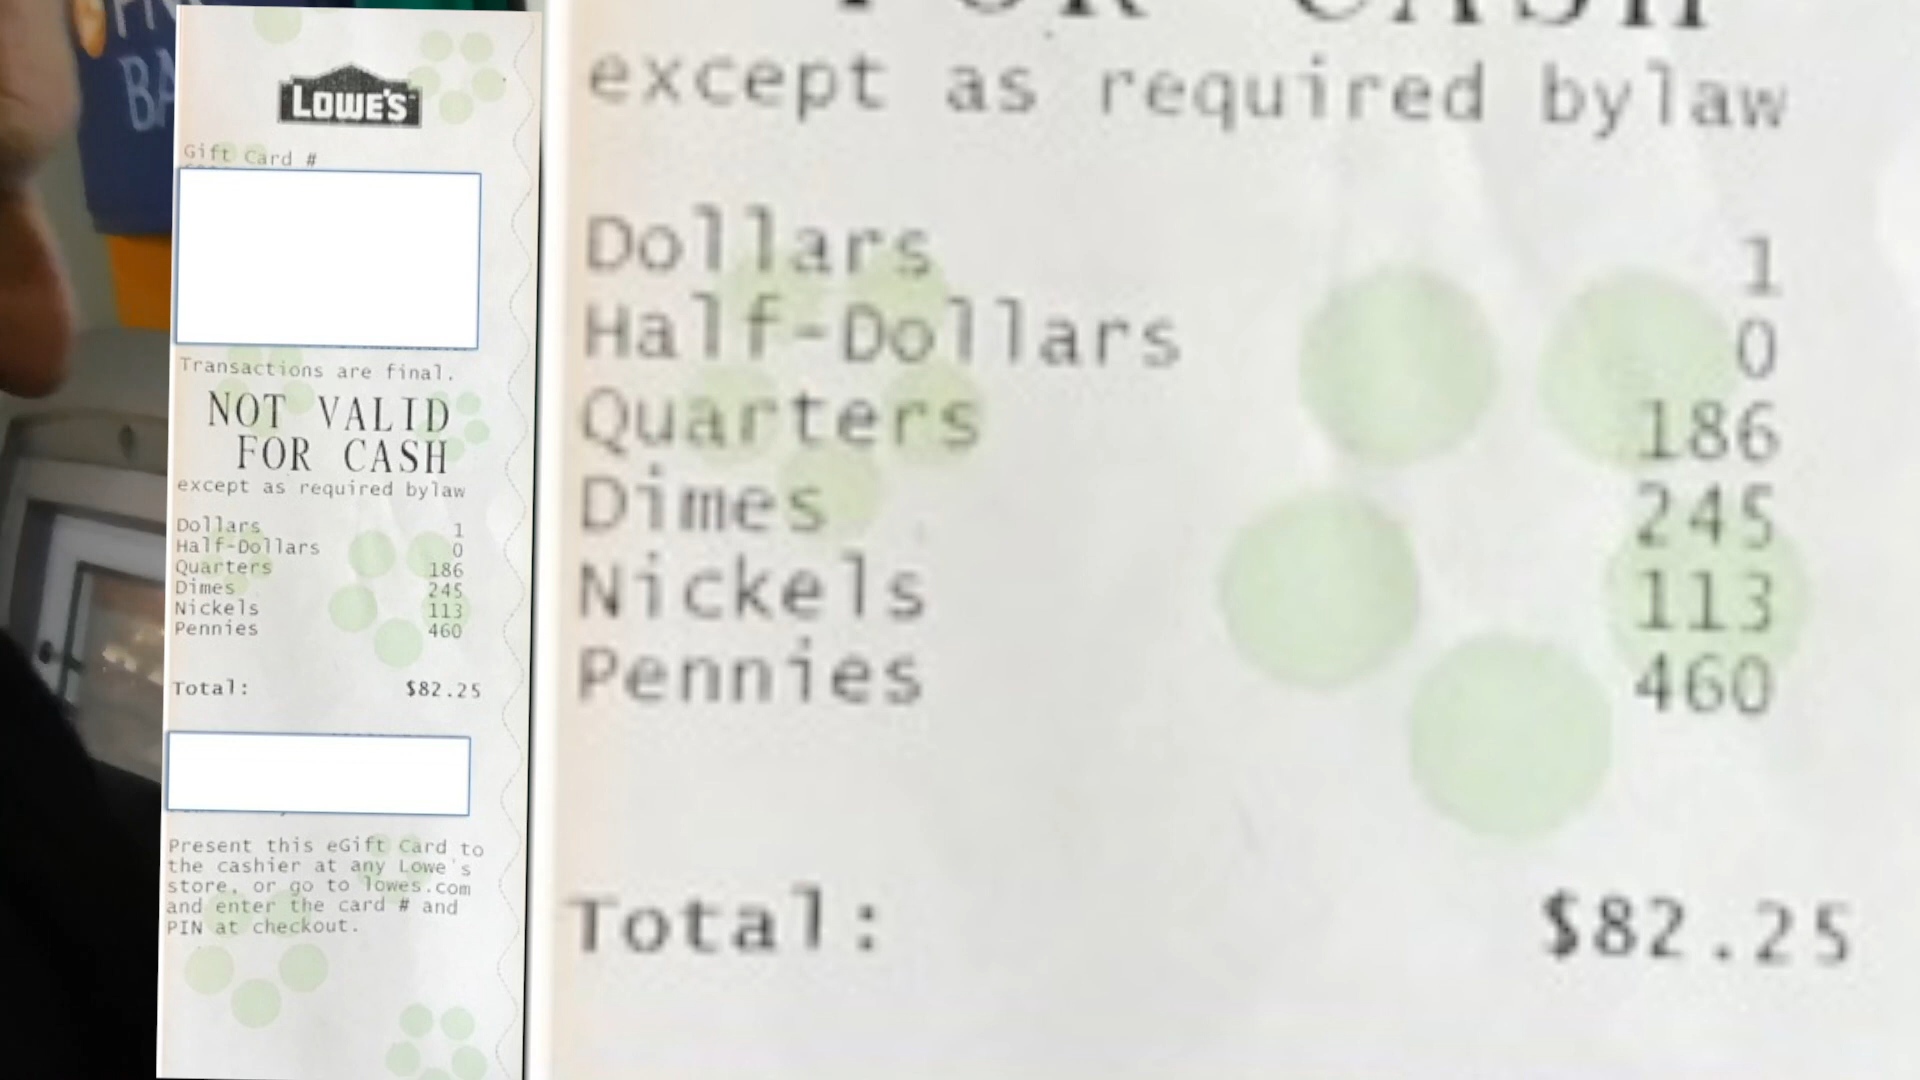 BA
LOWE'S
Gift Card #
Transactions are final.
NOT VALID
FOR CASH
except as required bylaw
Dollars 1
Half-Dollars 0
Quarters 186
Dimes 245
Nickels 113
Pennies 460
Total: $82.25
Present this eGift Card to
the cashier at any Lowe's
store, or go to lowes.com
and enter the card # and
PIN at checkout.
FOR CASH
except as required bylaw
Dollars 1
Half-Dollars 0
Quarters 186
Dimes 245
Nickels 113
Pennies 460
Total: $82.25